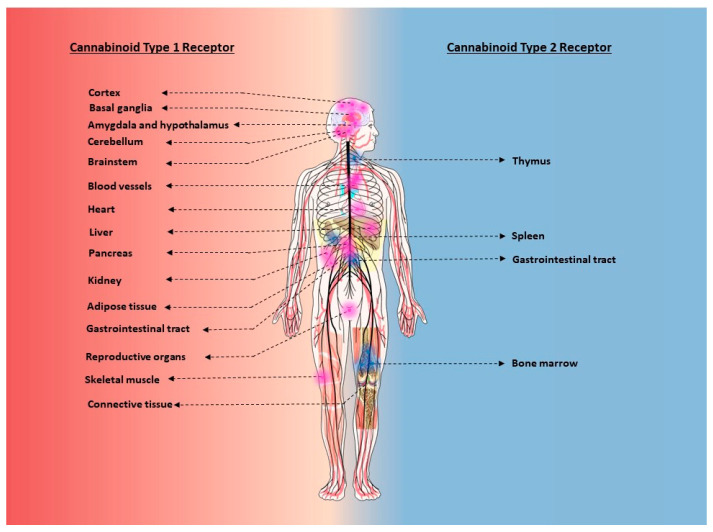 Cannabinoid Type 1 Receptor
Cannabinoid Type 2 Receptor
Cortex
Basal ganglia
Amygdala and hypothalamus
Cerebellum
Brainstem
Blood vessels
Heart
Liver
Pancreas
Kidney
Adipose tissue
Gastrointestinal tract
Reproductive organs
Skeletal muscle
Connective tissue
Thymus
Spleen
Gastrointestinal tract
Bone marrow